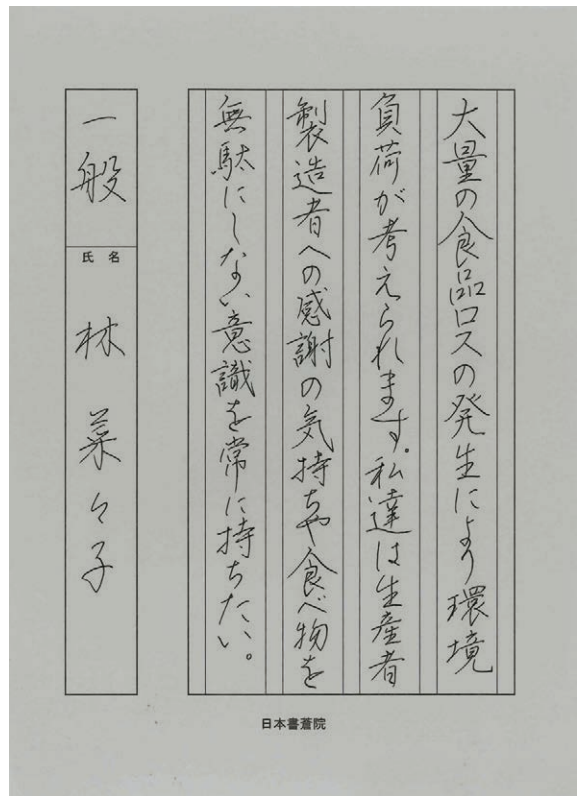 大量の食品ロスの発生により環境
負荷が考えられます。私達は生産者
製造者への感謝の気持ちや食べ物を
無駄にしない意識を常に持ちたい。
一般
氏名
林菜々子
日本書蒼院